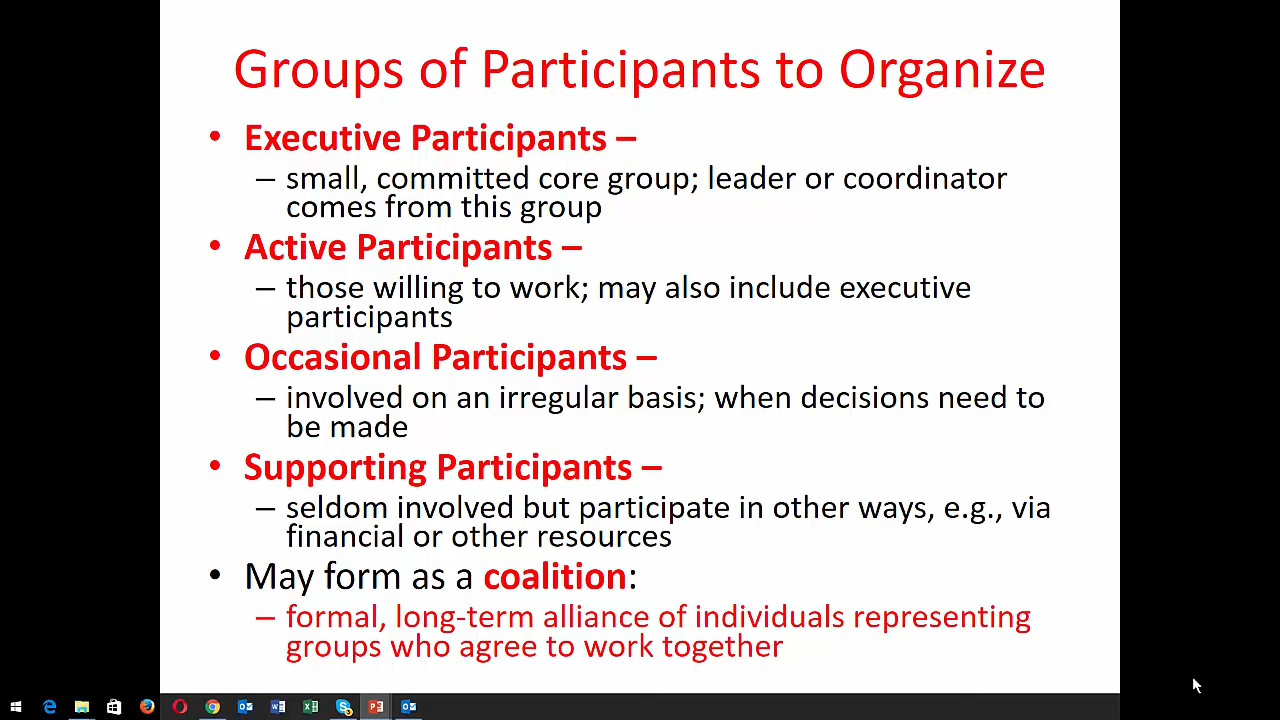 Groups of Participants to Organize
• Executive Participants –
– small, committed core group; leader or coordinator
comes from this group
• Active Participants –
– those willing to work; may also include executive
participants
• Occasional Participants –
– involved on an irregular basis; when decisions need to
be made
• Supporting Participants –
– seldom involved but participate in other ways, e.g., via
financial or other resources
• May form as a coalition:
– formal, long-term alliance of individuals representing
groups who agree to work together